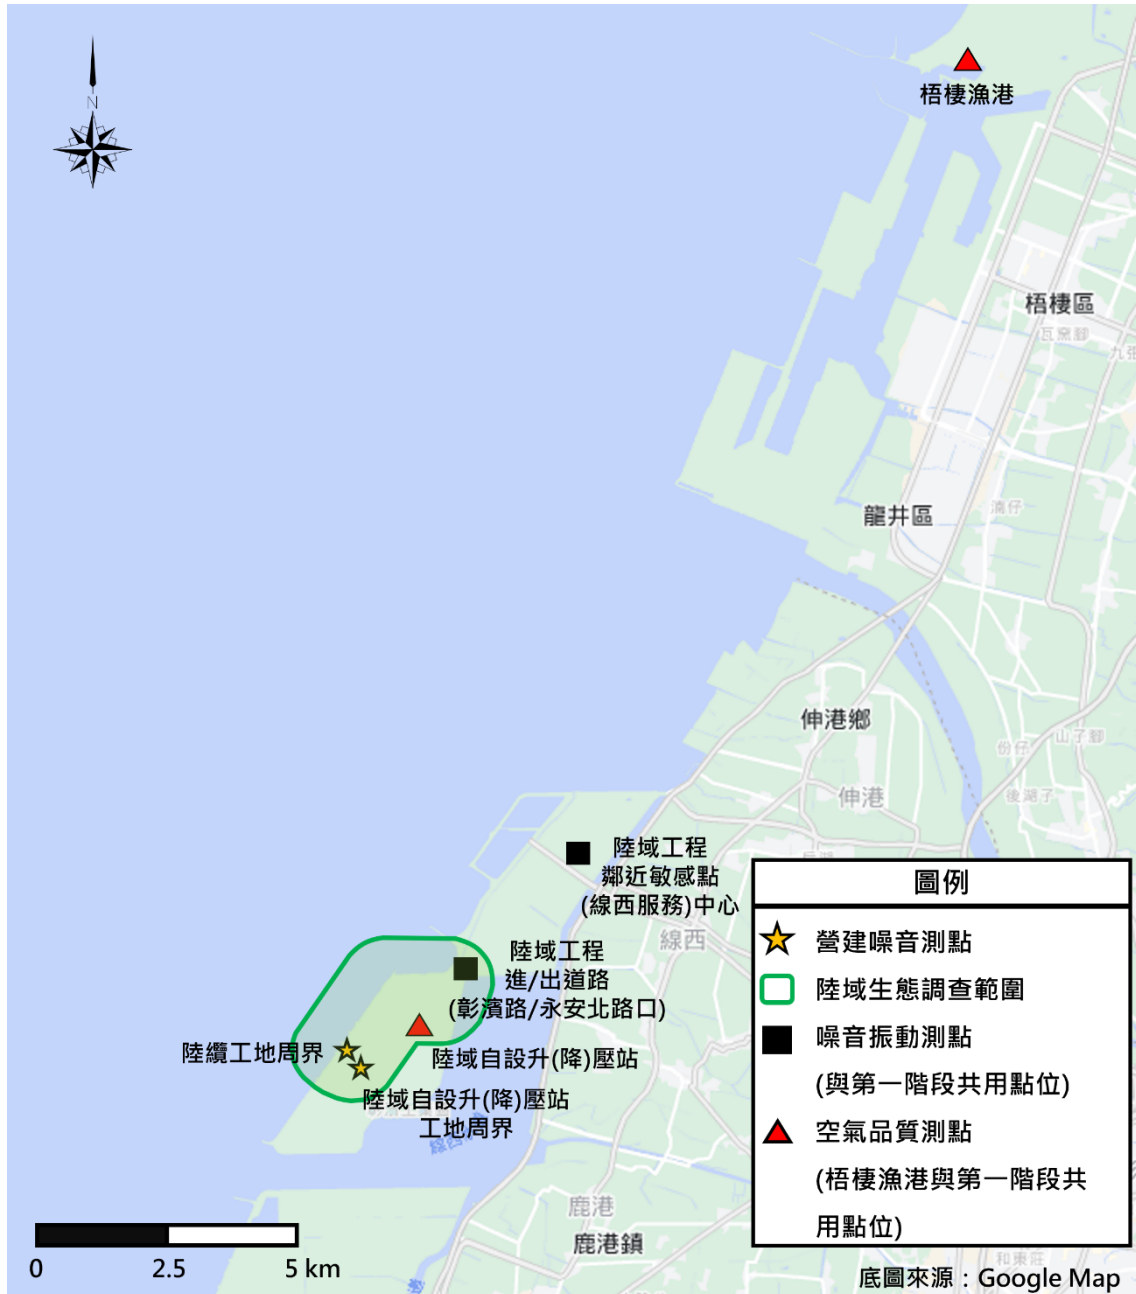 N
梧棲漁港
梧棲區
瓦窯腳
龍井區
湳仔
伸港鄉
山子腳
份仔
伸港
後湖子
陸域工程
鄰近敏感點
(線西服務)中心
線西
陸域工程
進/出道路
(彰濱路/永安北路口)
陸纜工地周界
陸域自設升(降)壓站
陸域自設升(降)壓站
工地周界
鹿港
鹿港鎮
和東莊
圖例
營建噪音測點
陸域生態調查範圍
噪音振動測點
(與第一階段共用點位)
空氣品質測點
(梧棲漁港與第一階段共
用點位)
0 2.5 5 km
底圖來源：Google Map